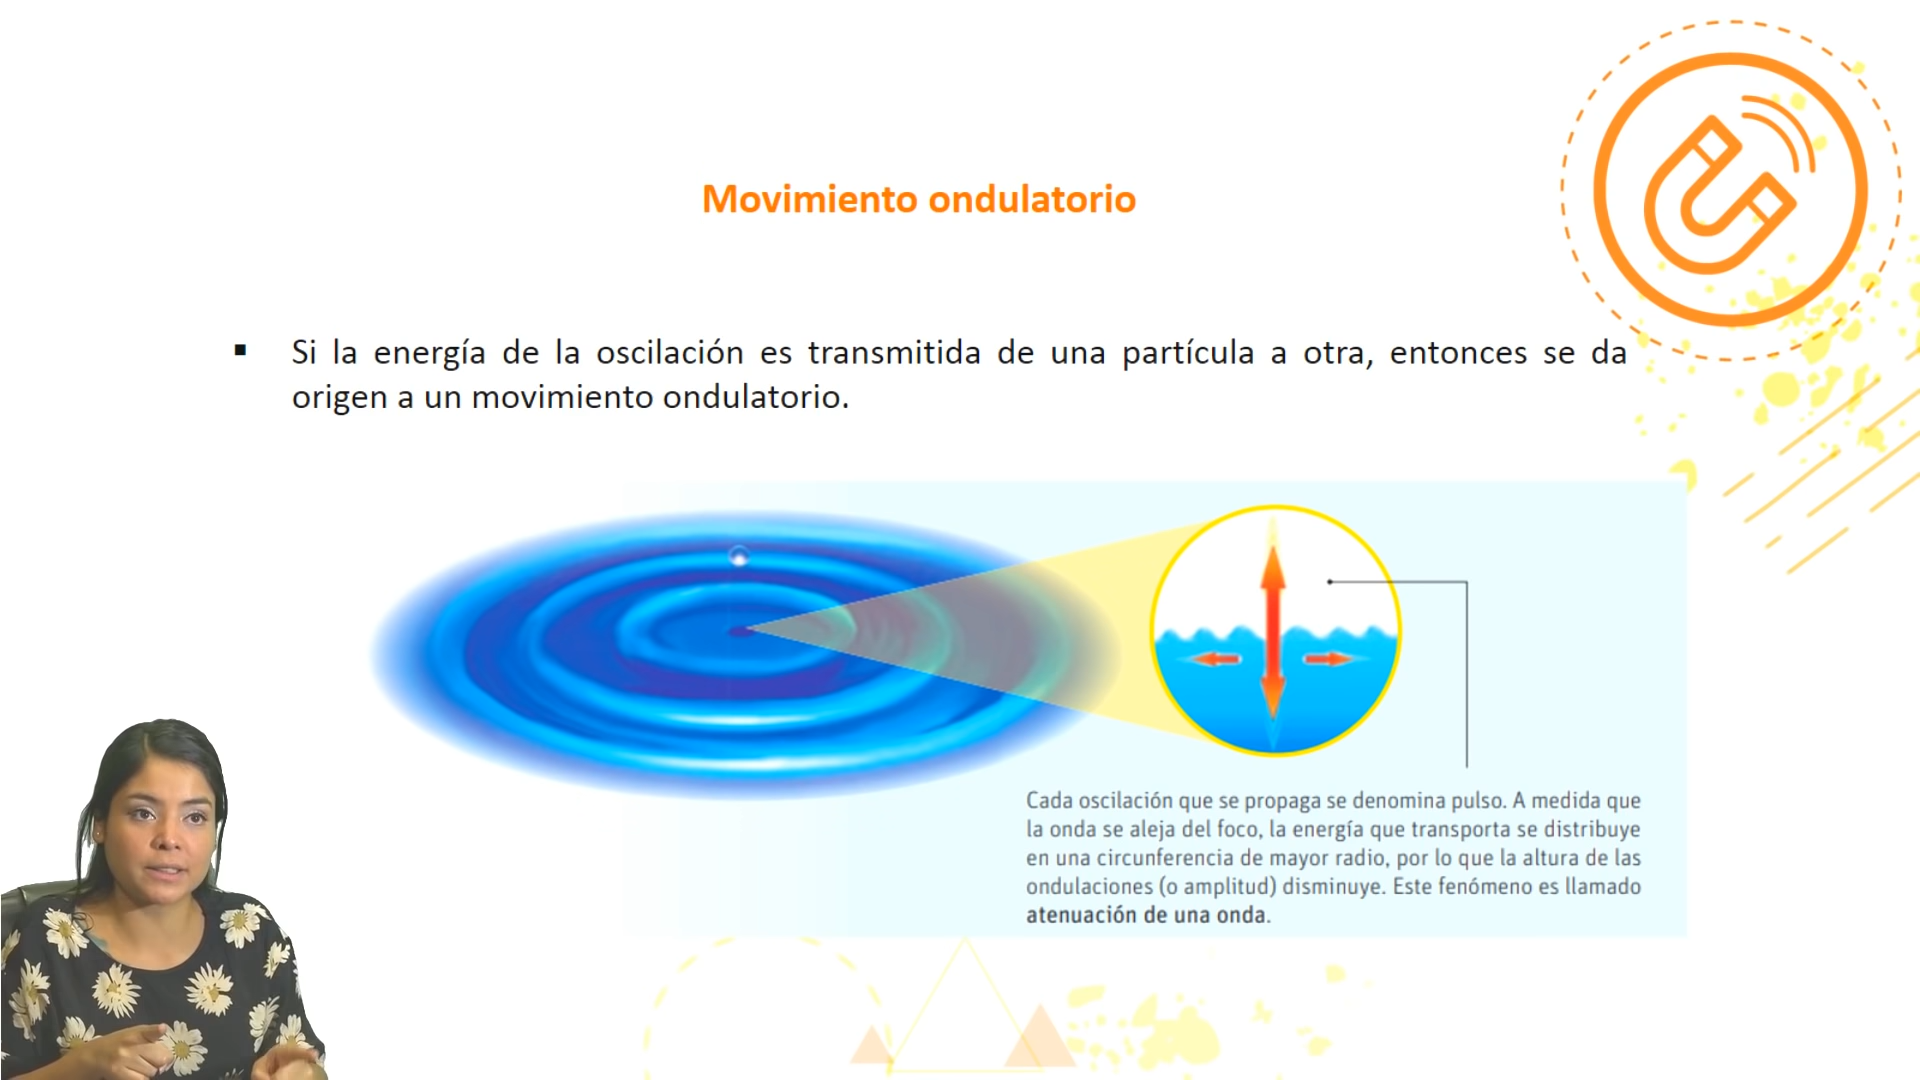 Movimiento ondulatorio
▪ Si la energía de la oscilación es transmitida de una partícula a otra, entonces se da
origen a un movimiento ondulatorio.
Cada oscilación que se propaga se denomina pulso. A medida que
la onda se aleja del foco, la energía que transporta se distribuye
en una circunferencia de mayor radio, por lo que la altura de las
ondulaciones (o amplitud) disminuye. Este fenómeno es llamado
atenuación de una onda.